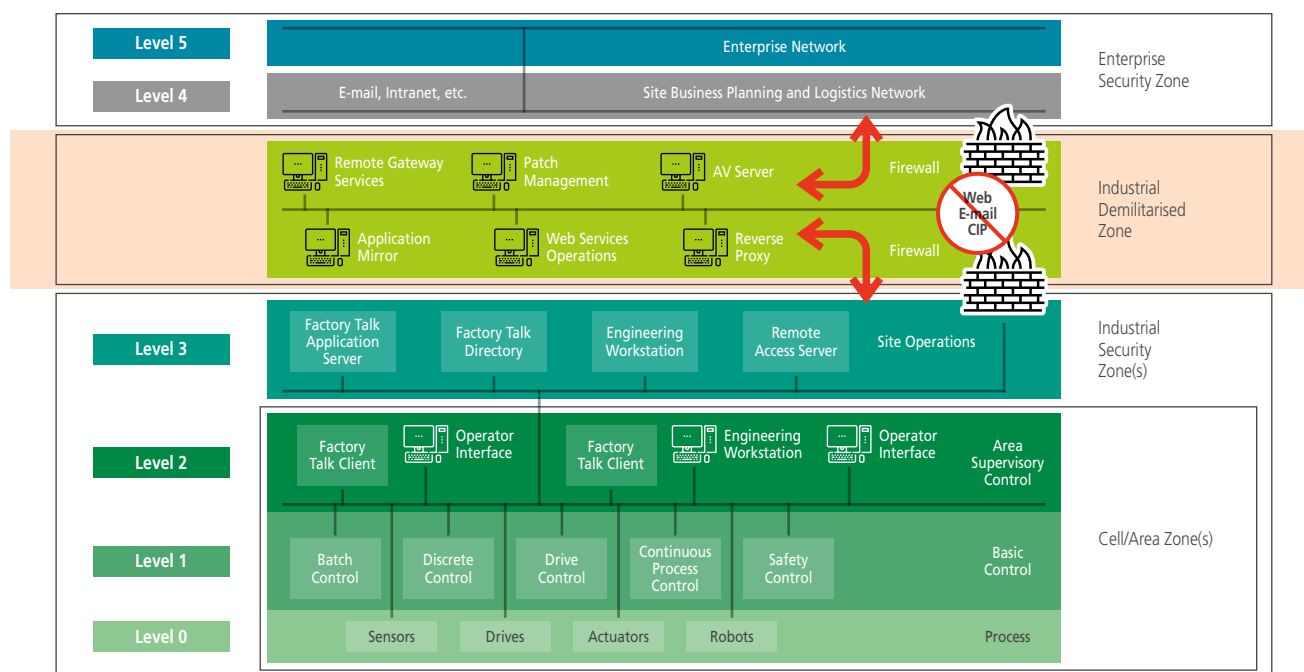 Level 5
Enterprise Network
Level 4
E-mail, Intranet, etc.
Site Business Planning and Logistics Network
Enterprise
Security Zone
Remote Gateway
Services
Patch
Management
AV Server
Firewall
Web
E-mail
CIP
Application
Mirror
Web Services
Operations
Reverse
Proxy
Firewall
Industrial
Demilitarised
Zone
Level 3
Factory Talk
Application
Server
Factory Talk
Directory
Engineering
Workstation
Remote
Access Server
Site Operations
Industrial
Security
Zone(s)
Level 2
Factory
Talk Client
Operator
Interface
Factory
Talk Client
Engineering
Workstation
Operator
Interface
Area
Supervisory
Control
Level 1
Batch
Control
Discrete
Control
Drive
Control
Continuous
Process
Control
Safety
Control
Basic
Control
Cell/Area Zone(s)
Level 0
Sensors
Drives
Actuators
Robots
Process